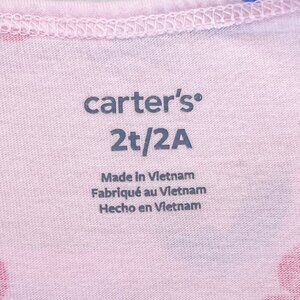 carter's®
2t/2A
Made in Vietnam
Fabriqué au Vietnam
Hecho en Vietnam